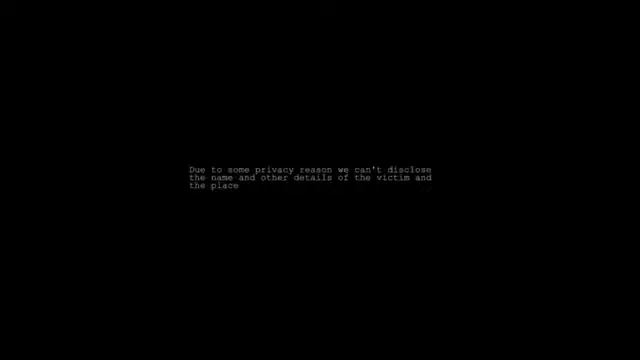 Due to some privacy reason we can't disclose
the name and other details of the victim and
the place